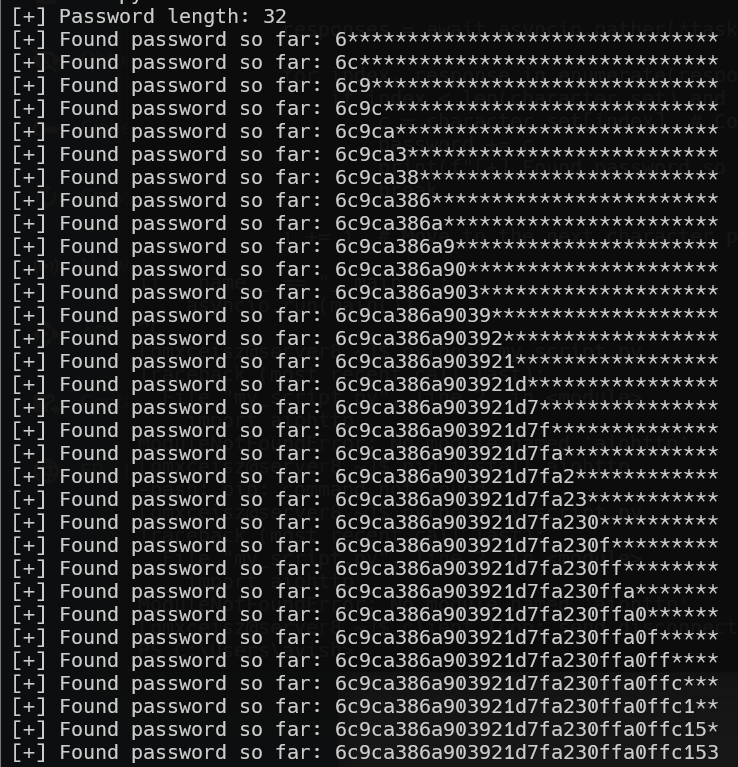 [+] Password length: 32
[+] Found password so far: 6*******************************
[+] Found password so far: 6c******************************
[+] Found password so far: 6c9*****************************
[+] Found password so far: 6c9c****************************
[+] Found password so far: 6c9ca***************************
[+] Found password so far: 6c9ca3**************************
[+] Found password so far: 6c9ca38*************************
[+] Found password so far: 6c9ca386************************
[+] Found password so far: 6c9ca386a***********************
[+] Found password so far: 6c9ca386a9**********************
[+] Found password so far: 6c9ca386a90*********************
[+] Found password so far: 6c9ca386a903********************
[+] Found password so far: 6c9ca386a9039*******************
[+] Found password so far: 6c9ca386a90392******************
[+] Found password so far: 6c9ca386a903921*****************
[+] Found password so far: 6c9ca386a903921d****************
[+] Found password so far: 6c9ca386a903921d7***************
[+] Found password so far: 6c9ca386a903921d7f**************
[+] Found password so far: 6c9ca386a903921d7fa*************
[+] Found password so far: 6c9ca386a903921d7fa2************
[+] Found password so far: 6c9ca386a903921d7fa23***********
[+] Found password so far: 6c9ca386a903921d7fa230**********
[+] Found password so far: 6c9ca386a903921d7fa230f*********
[+] Found password so far: 6c9ca386a903921d7fa230ff********
[+] Found password so far: 6c9ca386a903921d7fa230ffa*******
[+] Found password so far: 6c9ca386a903921d7fa230ffa0******
[+] Found password so far: 6c9ca386a903921d7fa230ffa0f*****
[+] Found password so far: 6c9ca386a903921d7fa230ffa0ff****
[+] Found password so far: 6c9ca386a903921d7fa230ffa0ffc***
[+] Found password so far: 6c9ca386a903921d7fa230ffa0ffc1**
[+] Found password so far: 6c9ca386a903921d7fa230ffa0ffc15*
[+] Found password so far: 6c9ca386a903921d7fa230ffa0ffc153